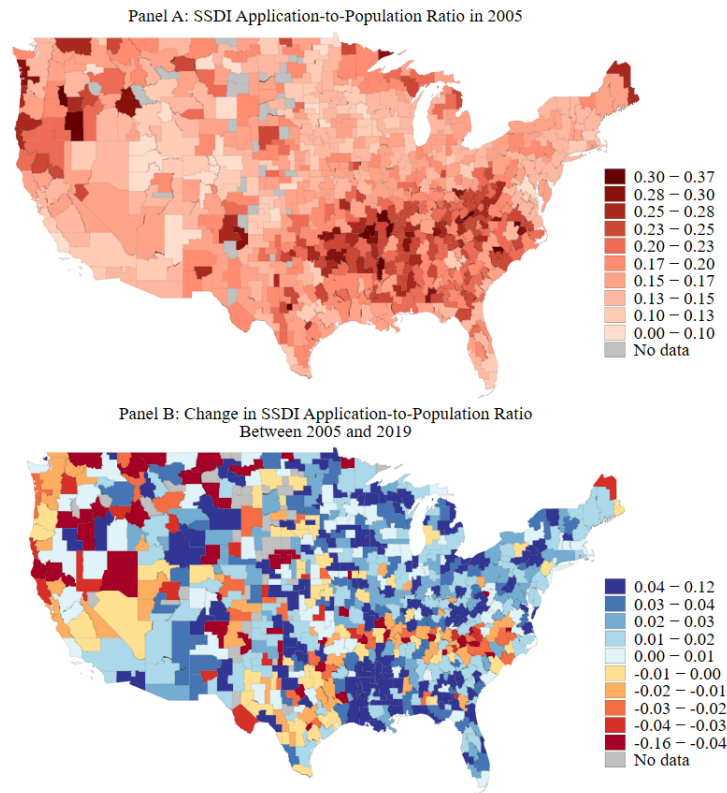 Panel A: SSDI Application-to-Population Ratio in 2005
0.30 – 0.37
0.28 – 0.30
0.25 – 0.28
0.23 – 0.25
0.20 – 0.23
0.17 – 0.20
0.15 – 0.17
0.13 – 0.15
0.10 – 0.13
0.00 – 0.10
No data
Panel B: Change in SSDI Application-to-Population Ratio
Between 2005 and 2019
0.04 – 0.12
0.03 – 0.04
0.02 – 0.03
0.01 – 0.02
0.00 – 0.01
-0.01 – 0.00
-0.02 – -0.01
-0.03 – -0.02
-0.04 – -0.03
-0.16 – -0.04
No data